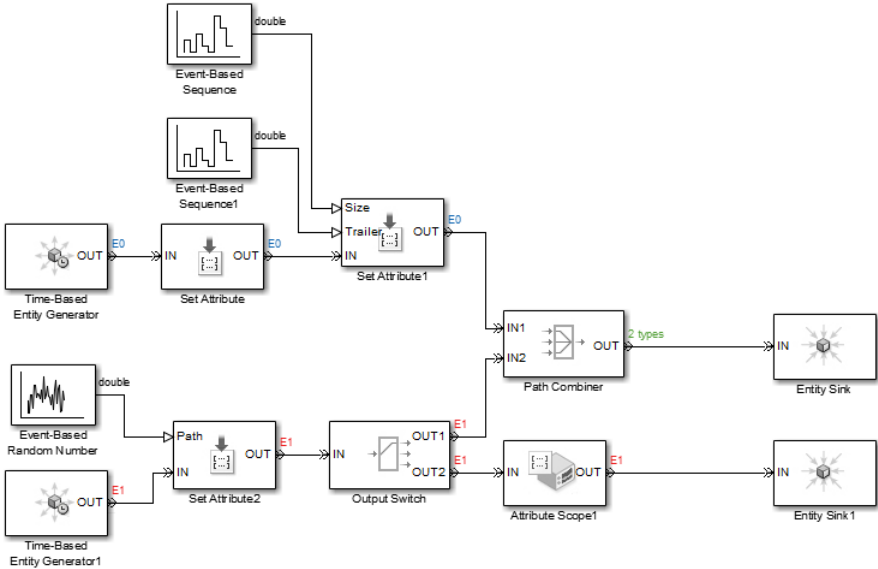 double
Event-Based
Sequence
double
Event-Based
Sequence1
Size
Trailer
IN
OUT
E0
Set Attribute1
OUT
E0
Time-Based
Entity Generator
IN
OUT
E0
Set Attribute
IN1
IN2
OUT
2 types
Path Combiner
IN
Entity Sink
double
Event-Based
Random Number
Path
IN
OUT
E1
Set Attribute2
OUT
E1
Time-Based
Entity Generator1
IN
OUT1
E1
OUT2
E1
Output Switch
IN
OUT
E1
Attribute Scope1
IN
Entity Sink1